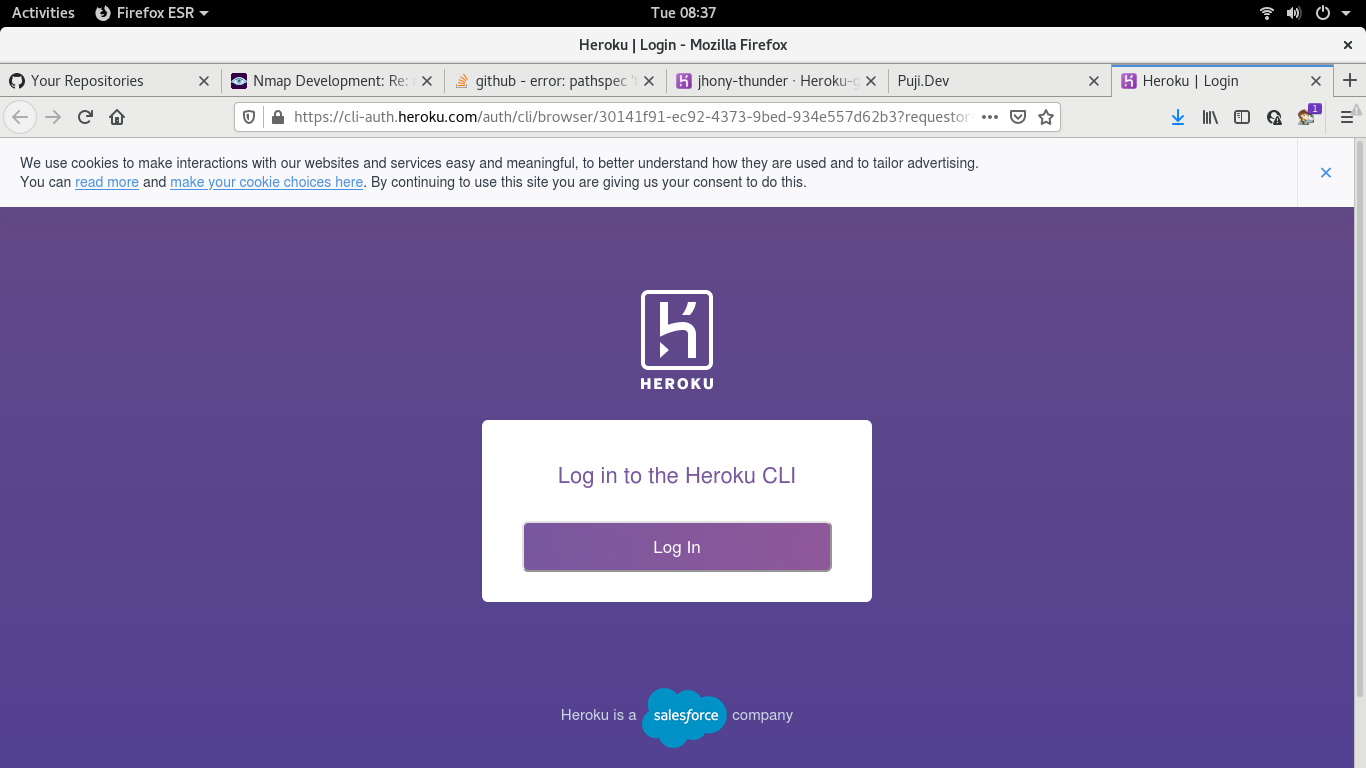 Activities Firefox ESR Tue 08:37
Heroku | Login - Mozilla Firefox
Your Repositories Nmap Development: Re: github - error: pathspec 't jhony-thunder · Heroku-g Puji.Dev Heroku | Login
https://cli-auth.heroku.com/auth/cli/browser/30141f91-ec92-4373-9bed-934e557d62b3?requestor 1
We use cookies to make interactions with our websites and services easy and meaningful, to better understand how they are used and to tailor advertising.
You can read more and make your cookie choices here. By continuing to use this site you are giving us your consent to do this.
HEROKU
Log in to the Heroku CLI
Log In
Heroku is a salesforce company